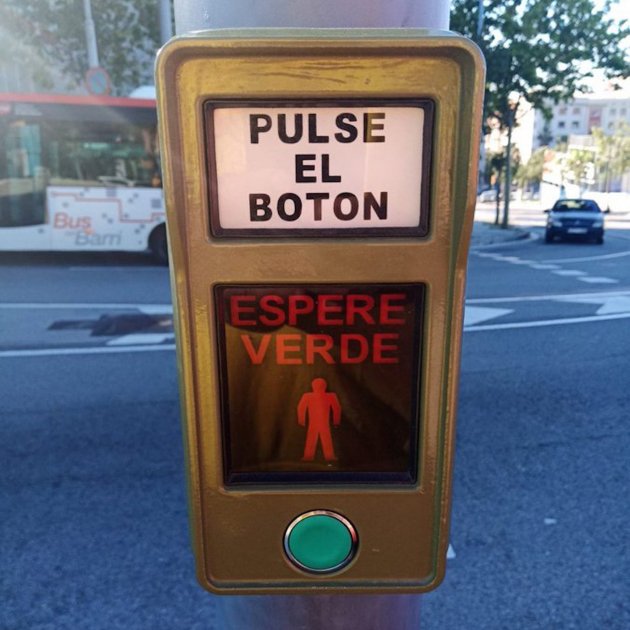 PULSE
EL
BOTON
ESPERE
VERDE
Bus
Barri